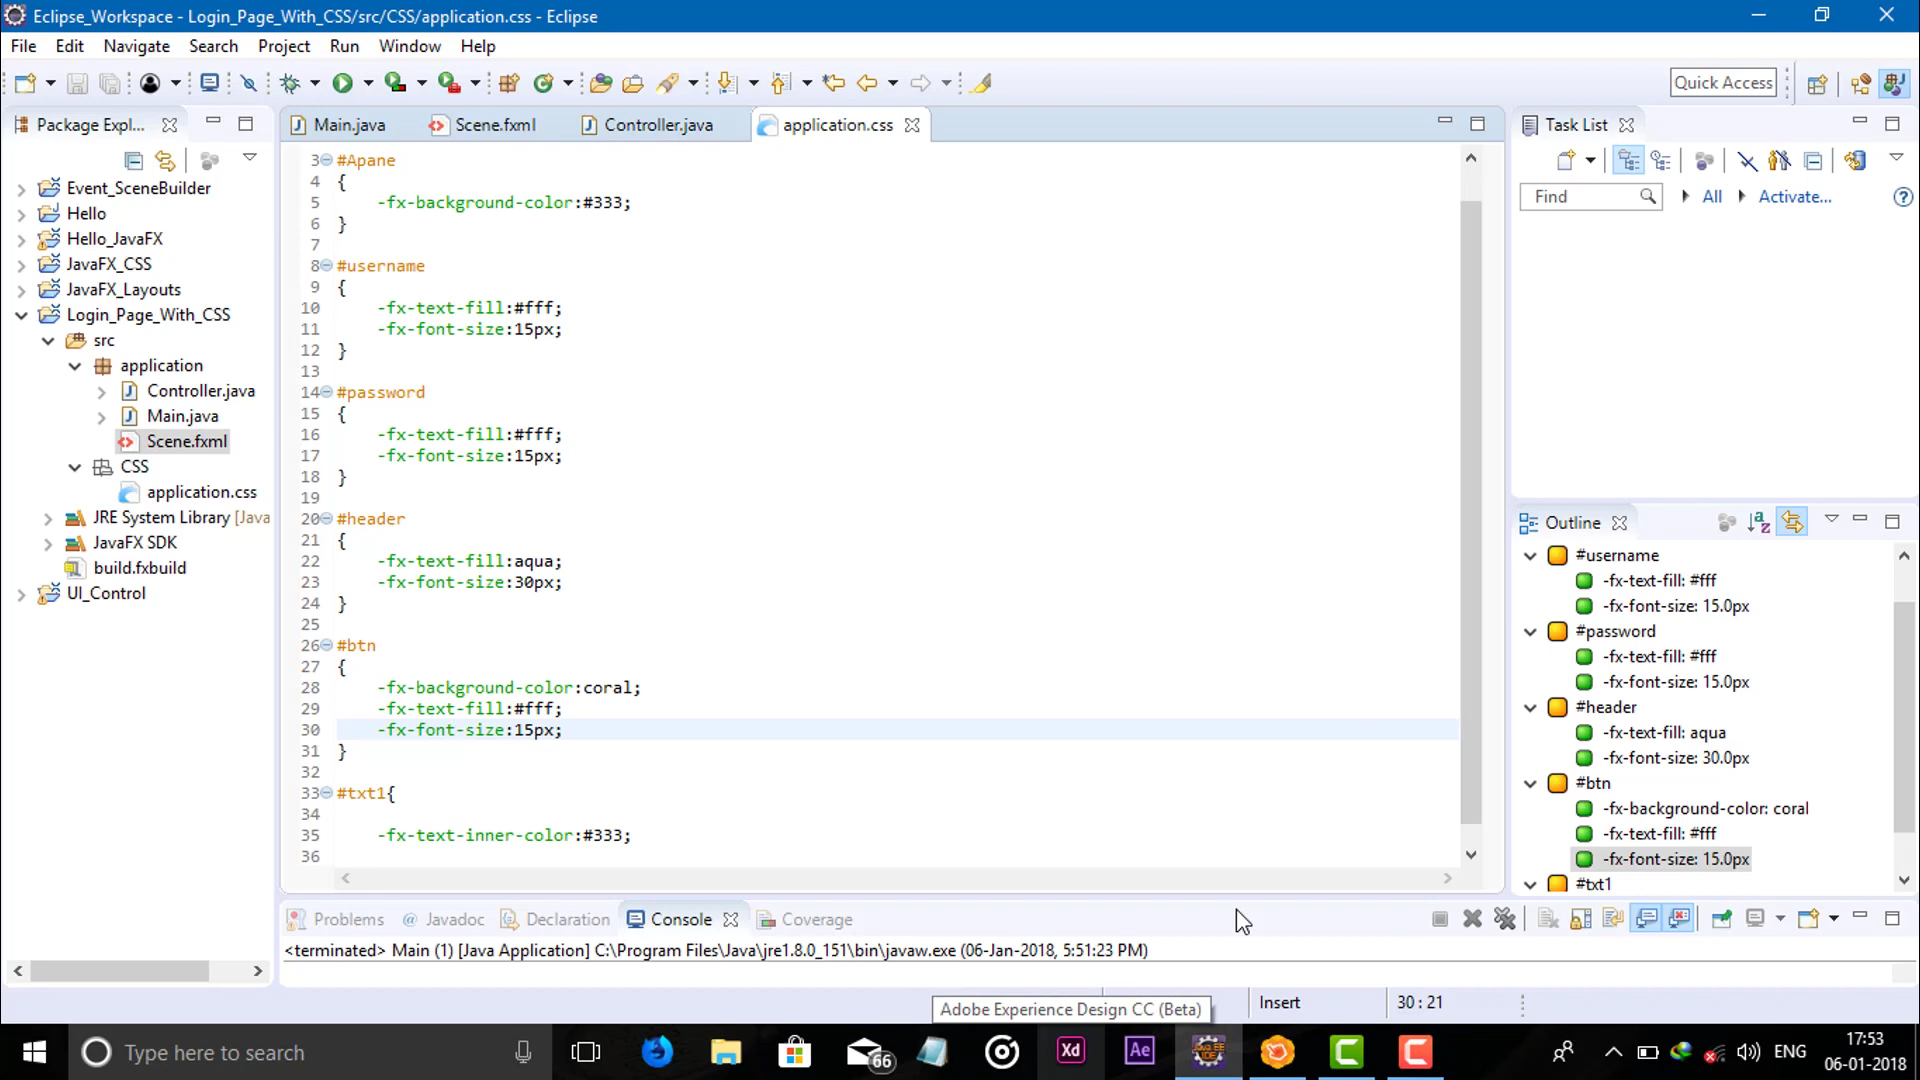 Eclipse_Workspace - Login_Page_With_CSS/src/CSS/application.css - Eclipse
File Edit Navigate Search Project Run Window Help
Quick Access
Package Expl...
Main.java
Scene.fxml
Controller.java
application.css
Task List
Find
All
Activate...
Event_SceneBuilder
Hello
Hello_JavaFX
JavaFX_CSS
JavaFX_Layouts
Login_Page_With_CSS
src
application
Controller.java
Main.java
Scene.fxml
CSS
application.css
JRE System Library [Java
JavaFX SDK
build.fxbuild
UI_Control
3 #Apane
4 {
5 -fx-background-color:#333;
6 }
7
8 #username
9 {
10 -fx-text-fill:#fff;
11 -fx-font-size:15px;
12 }
13
14 #password
15 {
16 -fx-text-fill:#fff;
17 -fx-font-size:15px;
18 }
19
20 #header
21 {
22 -fx-text-fill:aqua;
23 -fx-font-size:30px;
24 }
25
26 #btn
27 {
28 -fx-background-color:coral;
29 -fx-text-fill:#fff;
30 -fx-font-size:15px;
31 }
32
33 #txt1{
34
35 -fx-text-inner-color:#333;
36
Outline
#username
-fx-text-fill: #fff
-fx-font-size: 15.0px
#password
-fx-text-fill: #fff
-fx-font-size: 15.0px
#header
-fx-text-fill: aqua
-fx-font-size: 30.0px
#btn
-fx-background-color: coral
-fx-text-fill: #fff
-fx-font-size: 15.0px
#txt1
Problems @ Javadoc Declaration Console Coverage
<terminated> Main (1) [Java Application] C:\Program Files\Java\jre1.8.0_151\bin\javaw.exe (06-Jan-2018, 5:51:23 PM)
Adobe Experience Design CC (Beta)
Insert
30 : 21
Type here to search
66
Xd
Ae
JAVA EE
IDE
ENG
17:53
06-01-2018